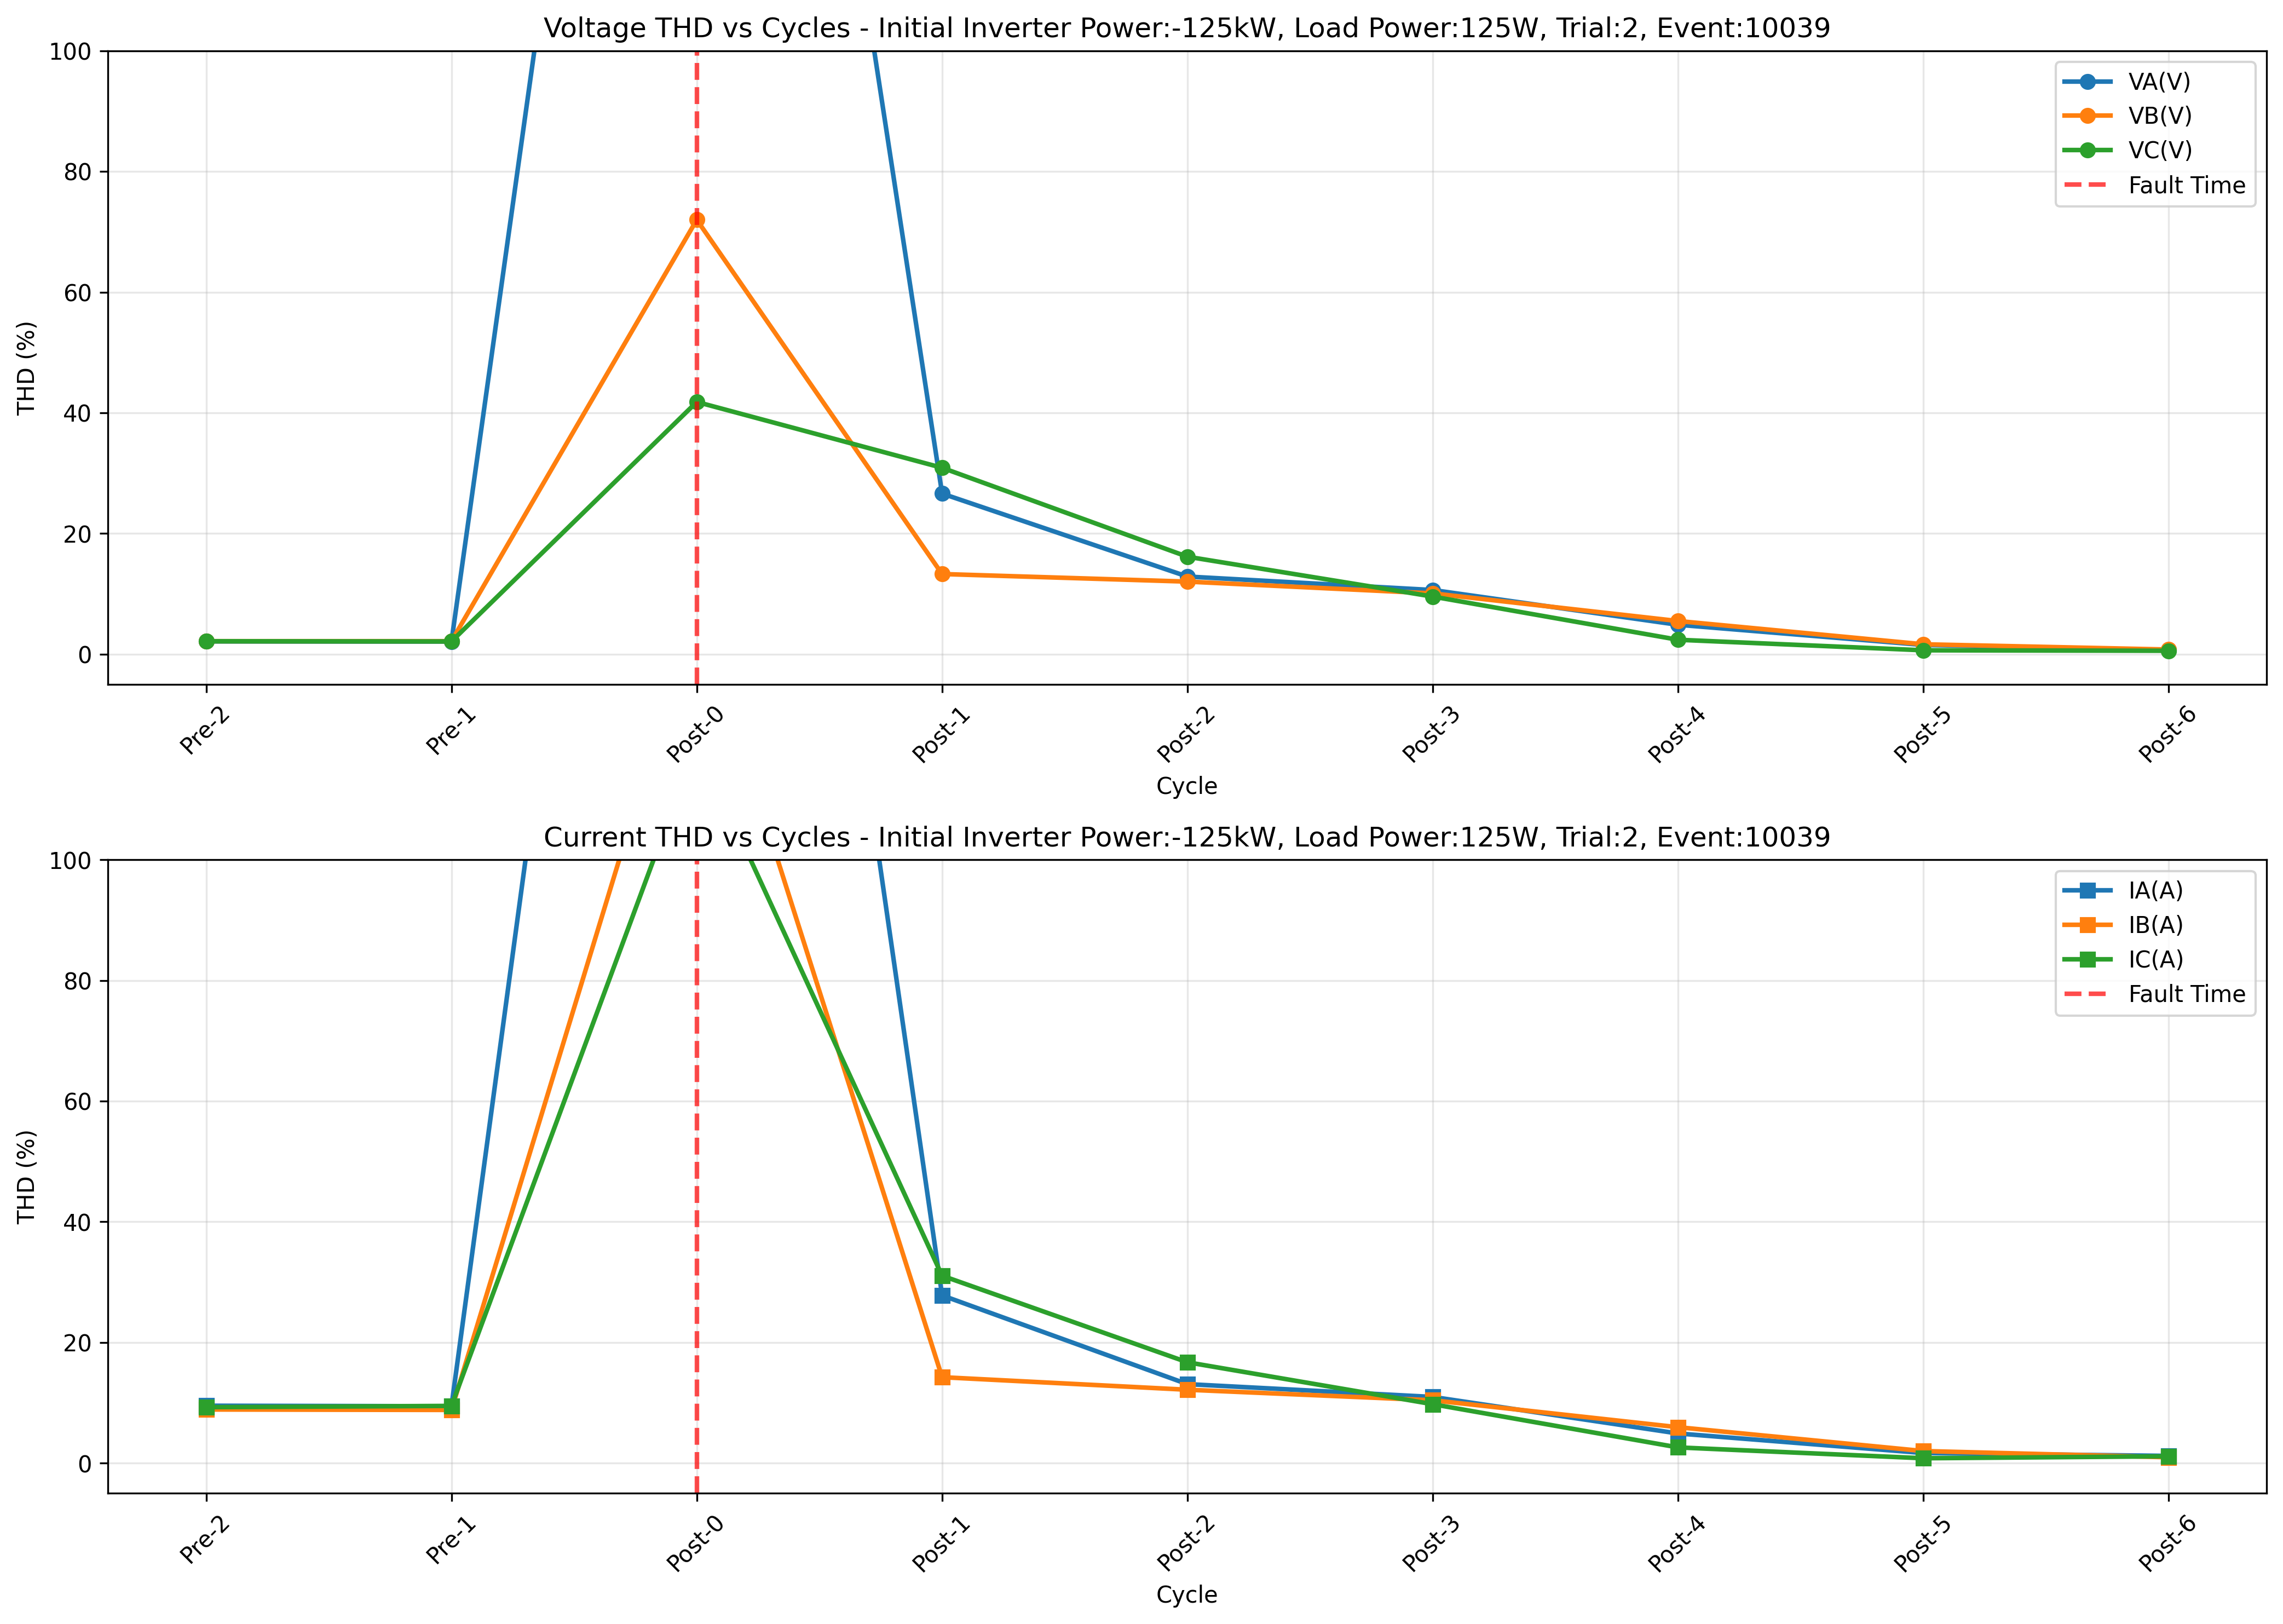 Voltage THD vs Cycles - Initial Inverter Power:-125kW, Load Power:125W, Trial:2, Event:10039
100
80
60
40
20
0
THD (%)
VA(V)
VB(V)
VC(V)
Fault Time
Pre-2
Pre-1
Post-0
Post-1
Post-2
Post-3
Post-4
Post-5
Post-6
Cycle
Current THD vs Cycles - Initial Inverter Power:-125kW, Load Power:125W, Trial:2, Event:10039
100
80
60
40
20
0
THD (%)
IA(A)
IB(A)
IC(A)
Fault Time
Pre-2
Pre-1
Post-0
Post-1
Post-2
Post-3
Post-4
Post-5
Post-6
Cycle